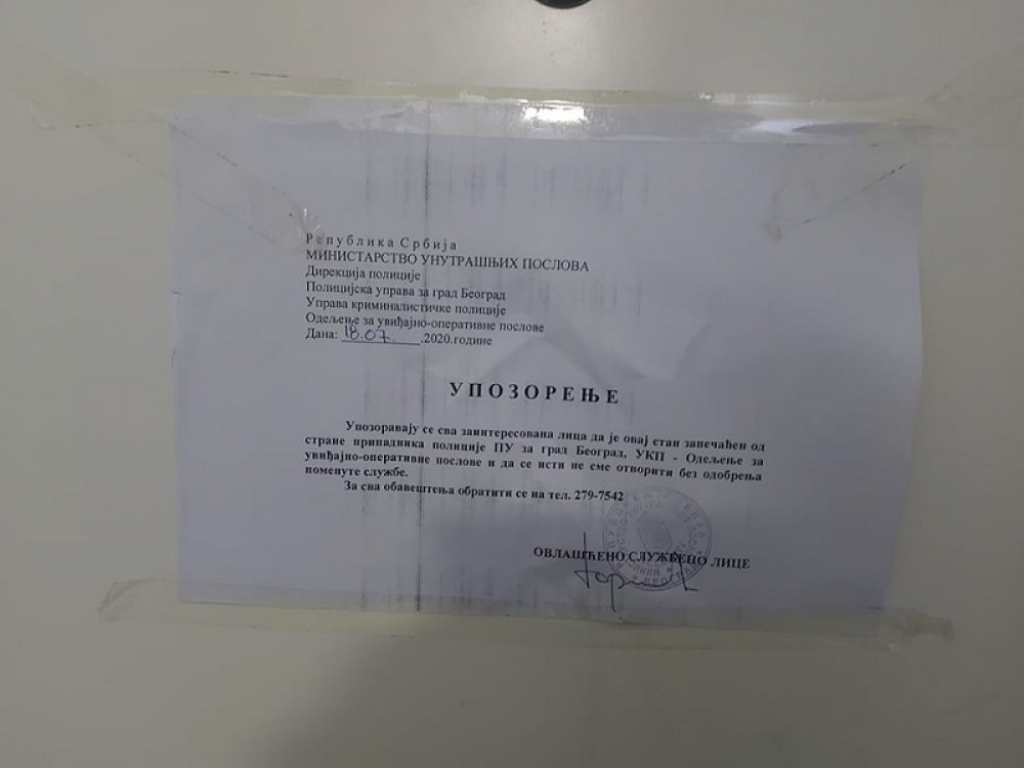 Република Србија
МИНИСТАРСТВО УНУТРАШЊИХ ПОСЛОВА
Дирекција полиције
Полицијска управа за град Београд
Управа криминалистичке полиције
Одељење за увиђајно-оперативне послове
Дана: 18.07. .2020.године
УПОЗОРЕЊЕ
Упозоравају се сва заинтересована лица да је овај стан запечаћен од
стране припадника полиције ПУ за град Београд, УКП - Одељење за
увиђајно-оперативне послове и да се исти не сме отворити без одобрења
поменуте службе.
За сва обавештења обратити се на тел. 279-7542
ОВЛАШЋЕНО СЛУЖБЕНО ЛИЦЕ